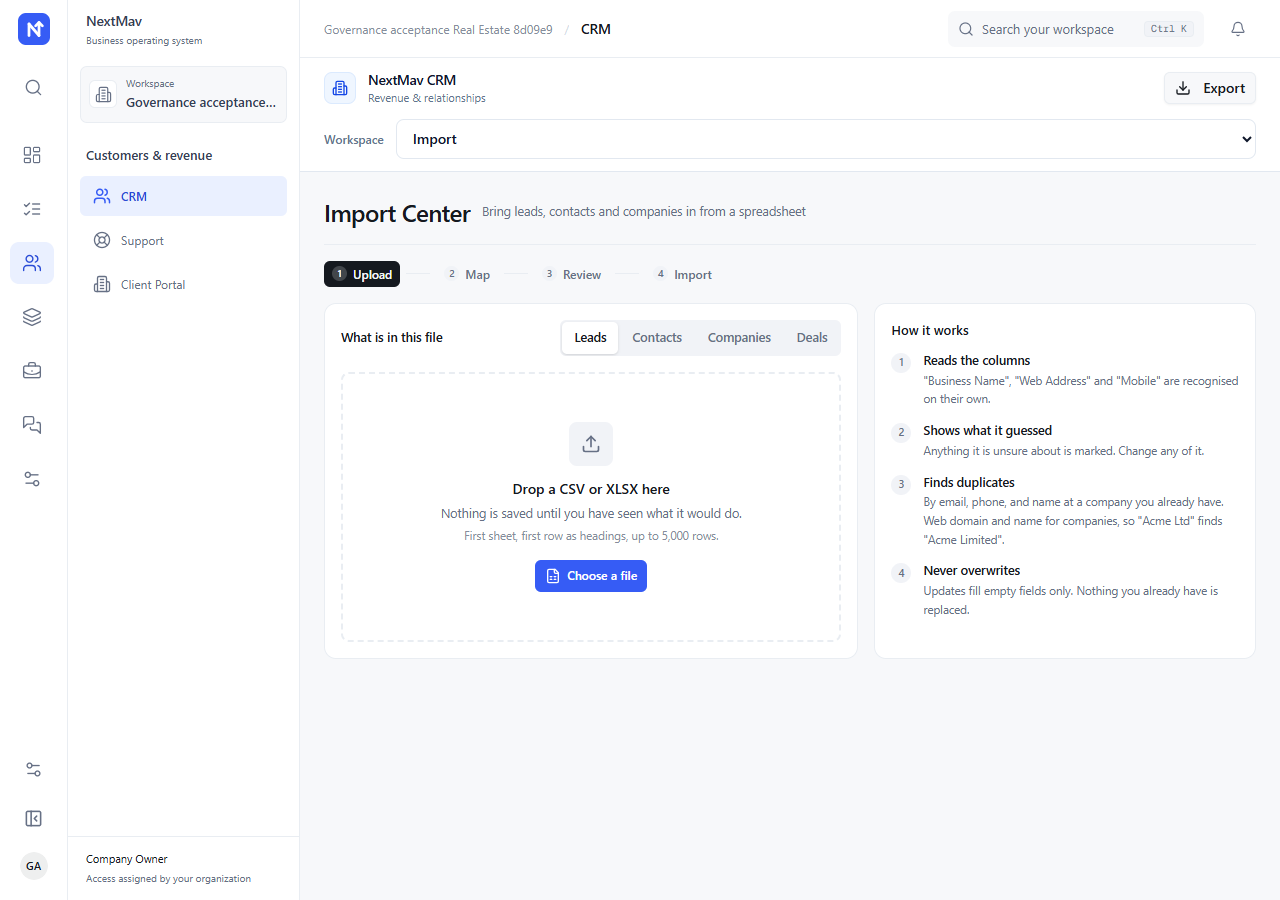 NextMav
Business operating system
Workspace
Governance acceptance...
Customers & revenue
CRM
Support
Client Portal
Company Owner
Access assigned by your organization
GA
Governance acceptance Real Estate 8d09e9 / CRM
Search your workspace Ctrl K
NextMav CRM
Revenue & relationships
Export
Workspace Import
Import Center Bring leads, contacts and companies in from a spreadsheet
1 Upload 2 Map 3 Review 4 Import
What is in this file Leads Contacts Companies Deals
Drop a CSV or XLSX here
Nothing is saved until you have seen what it would do.
First sheet, first row as headings, up to 5,000 rows.
Choose a file
How it works
1 Reads the columns
"Business Name", "Web Address" and "Mobile" are recognised
on their own.
2 Shows what it guessed
Anything it is unsure about is marked. Change any of it.
3 Finds duplicates
By email, phone, and name at a company you already have.
Web domain and name for companies, so "Acme Ltd" finds
"Acme Limited".
4 Never overwrites
Updates fill empty fields only. Nothing you already have is
replaced.